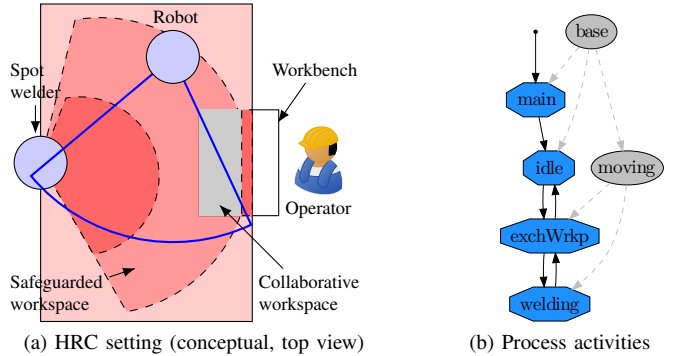 Robot
Spot
welder
Workbench
Operator
Safeguarded
workspace
Collaborative
workspace
(a) HRC setting (conceptual, top view)
base
main
idle
moving
exchWrkp
welding
(b) Process activities